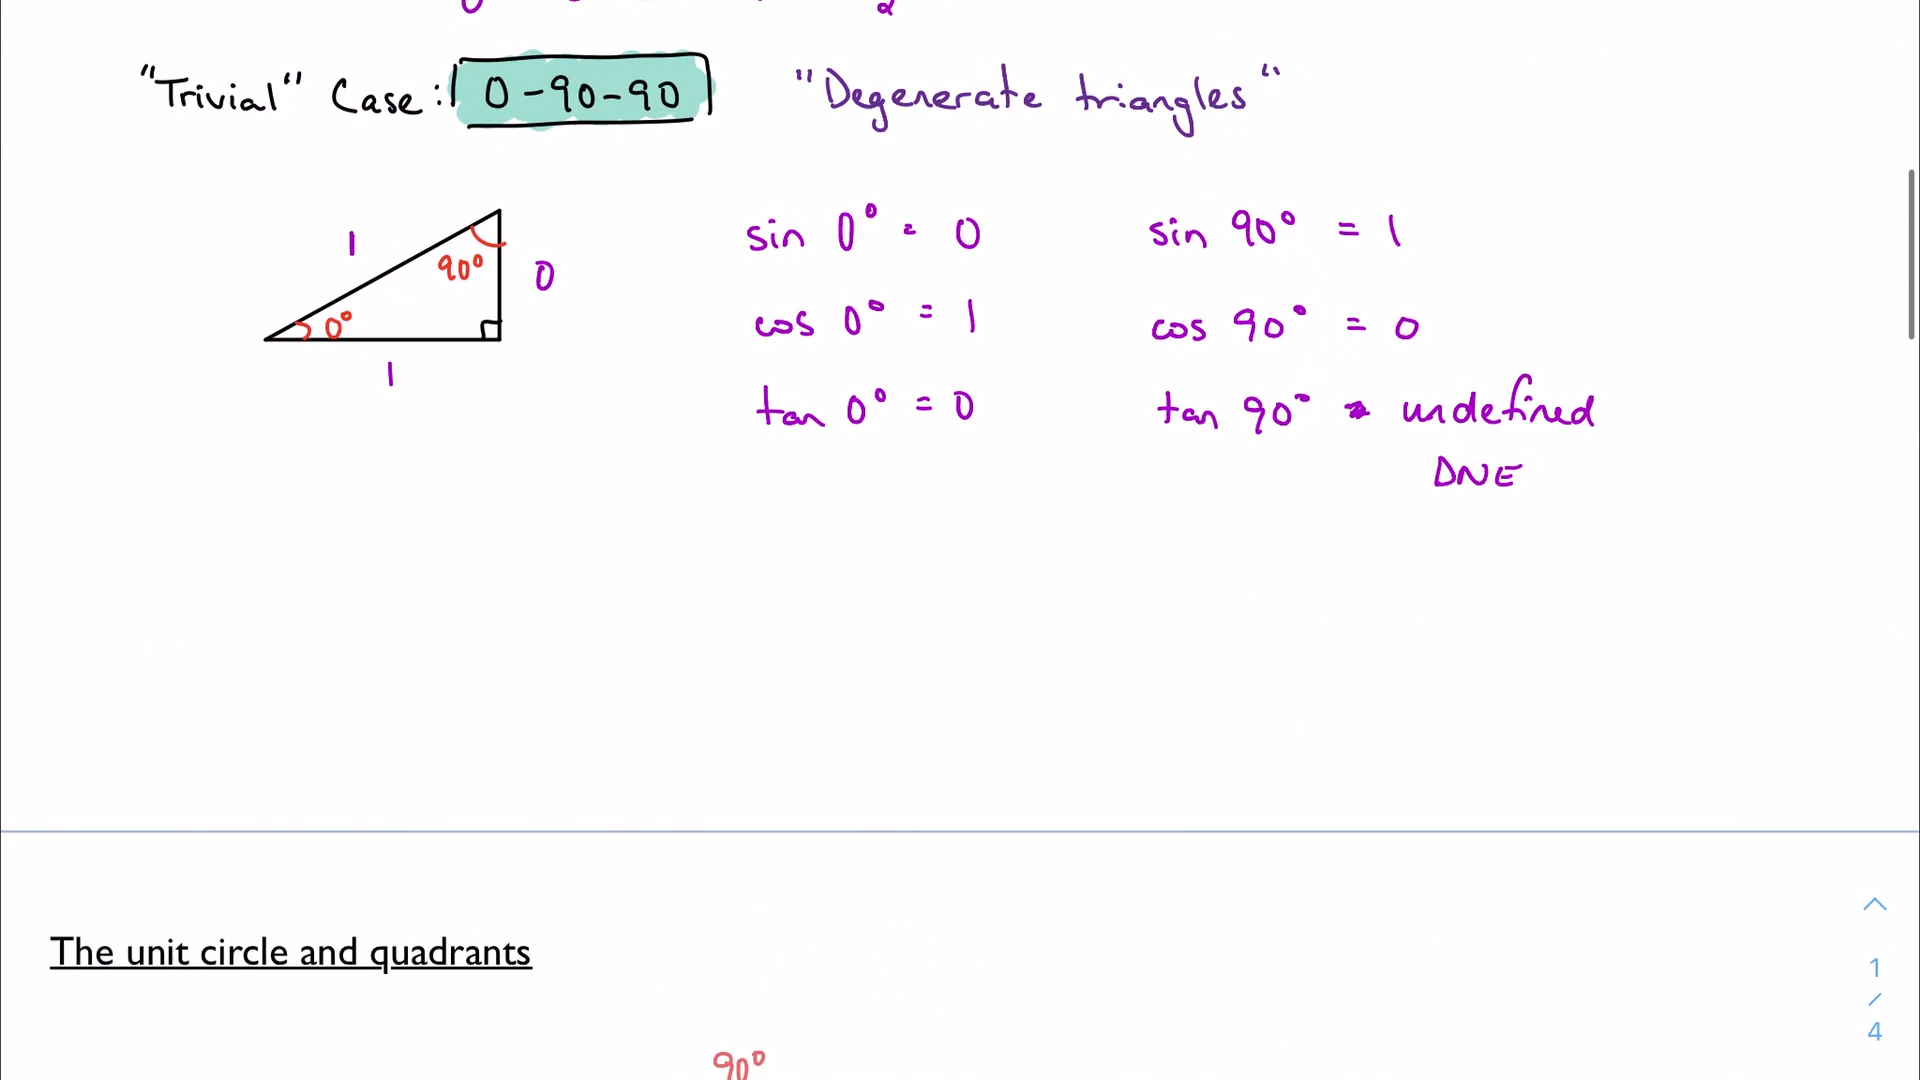 "Trivial" Case: 0-90-90 "Degenerate triangles"
1
90°
0
0°
1
sin 0° = 0 sin 90° = 1
cos 0° = 1 cos 90° = 0
tan 0° = 0 tan 90° = undefined
DNE
The unit circle and quadrants
90°
1
/
4